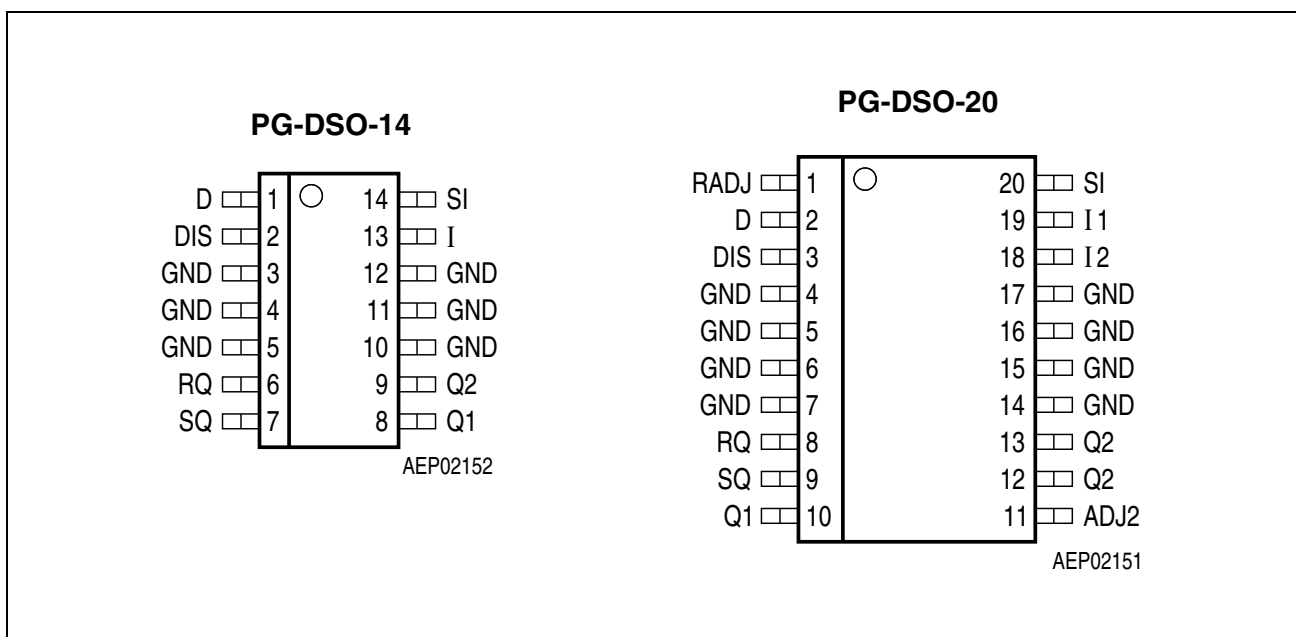 PG-DSO-14
D 1 14 SI
DIS 2 13 I
GND 3 12 GND
GND 4 11 GND
GND 5 10 GND
RQ 6 9 Q2
SQ 7 8 Q1
AEP02152
PG-DSO-20
RADJ 1 20 SI
D 2 19 I1
DIS 3 18 I2
GND 4 17 GND
GND 5 16 GND
GND 6 15 GND
GND 7 14 GND
RQ 8 13 Q2
SQ 9 12 Q2
Q1 10 11 ADJ2
AEP02151